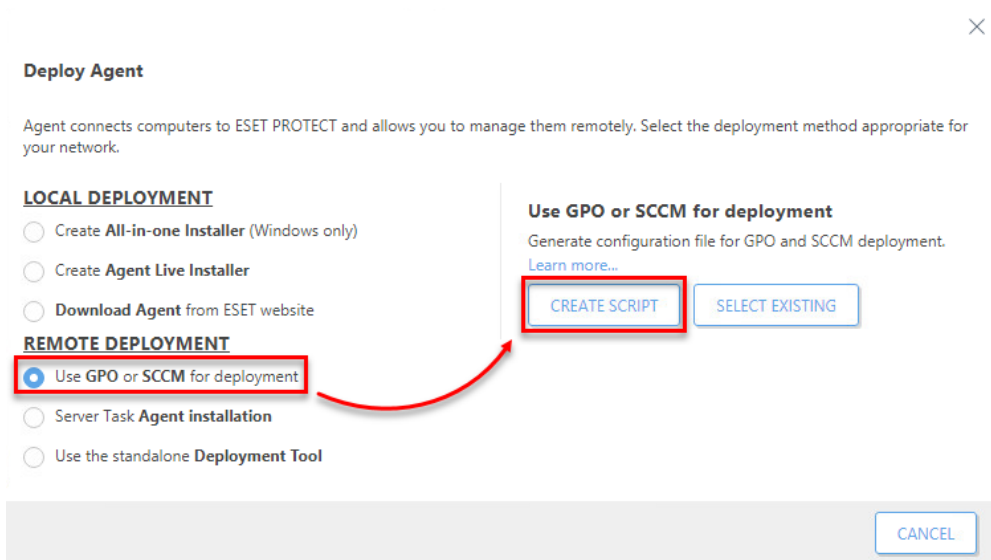 Deploy Agent
Agent connects computers to ESET PROTECT and allows you to manage them remotely. Select the deployment method appropriate for
your network.
LOCAL DEPLOYMENT
Create All-in-one Installer (Windows only)
Create Agent Live Installer
Download Agent from ESET website
REMOTE DEPLOYMENT
Use GPO or SCCM for deployment
Server Task Agent installation
Use the standalone Deployment Tool
Use GPO or SCCM for deployment
Generate configuration file for GPO and SCCM deployment.
Learn more...
CREATE SCRIPT
SELECT EXISTING
CANCEL